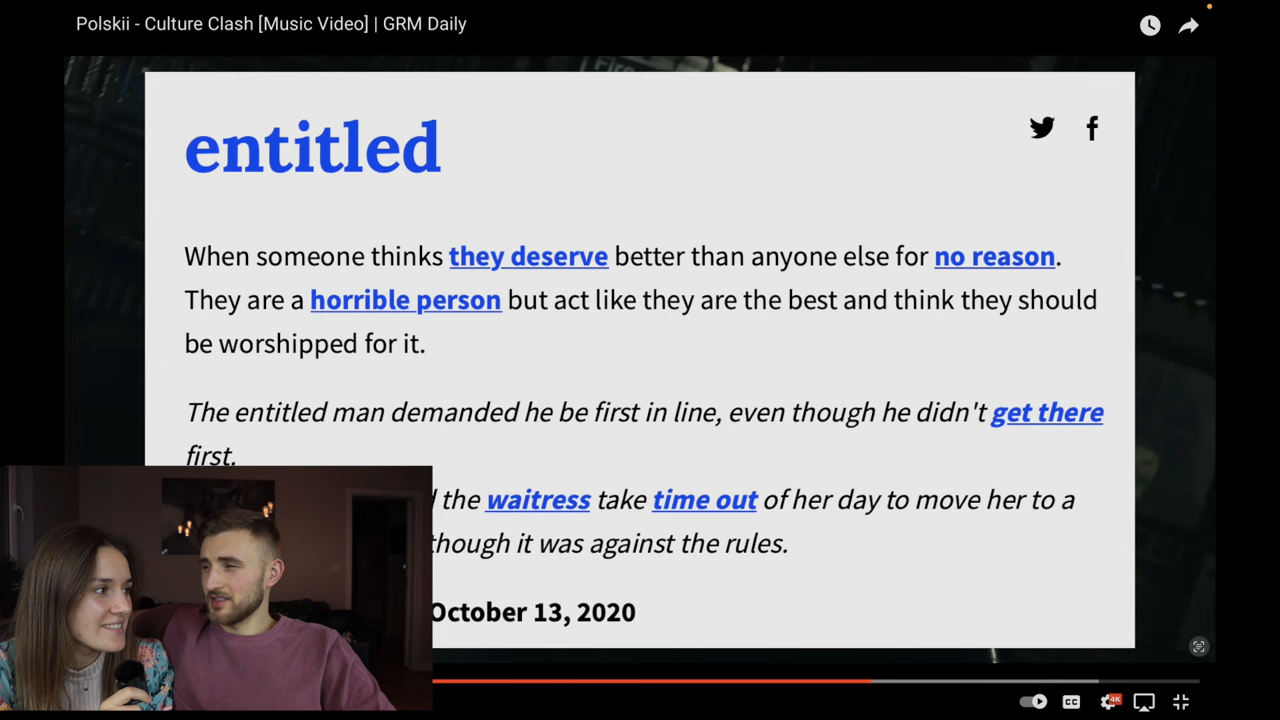 Polskii - Culture Clash [Music Video] | GRM Daily
entitled
When someone thinks they deserve better than anyone else for no reason.
They are a horrible person but act like they are the best and think they should
be worshipped for it.
The entitled man demanded he be first in line, even though he didn't get there
first.
the waitress take time out of her day to move her to a
though it was against the rules.
October 13, 2020
CC
4K